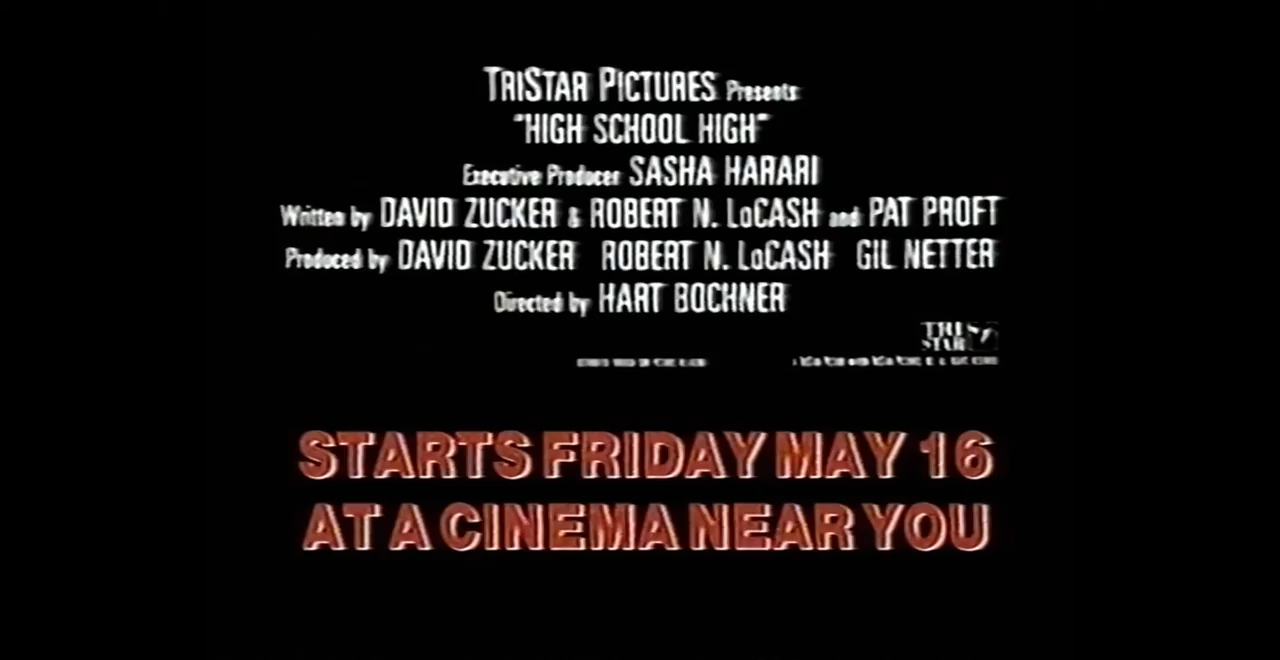 TRISTAR PICTURES Presents
"HIGH SCHOOL HIGH"
Executive Producer SASHA HARARI
Written by DAVID ZUCKER & ROBERT N. LoCASH and PAT PROFT
Produced by DAVID ZUCKER ROBERT N. LoCASH GIL NETTER
Directed by HART BOCHNER
TRI
STAR
STARTS FRIDAY MAY 16
AT A CINEMA NEAR YOU